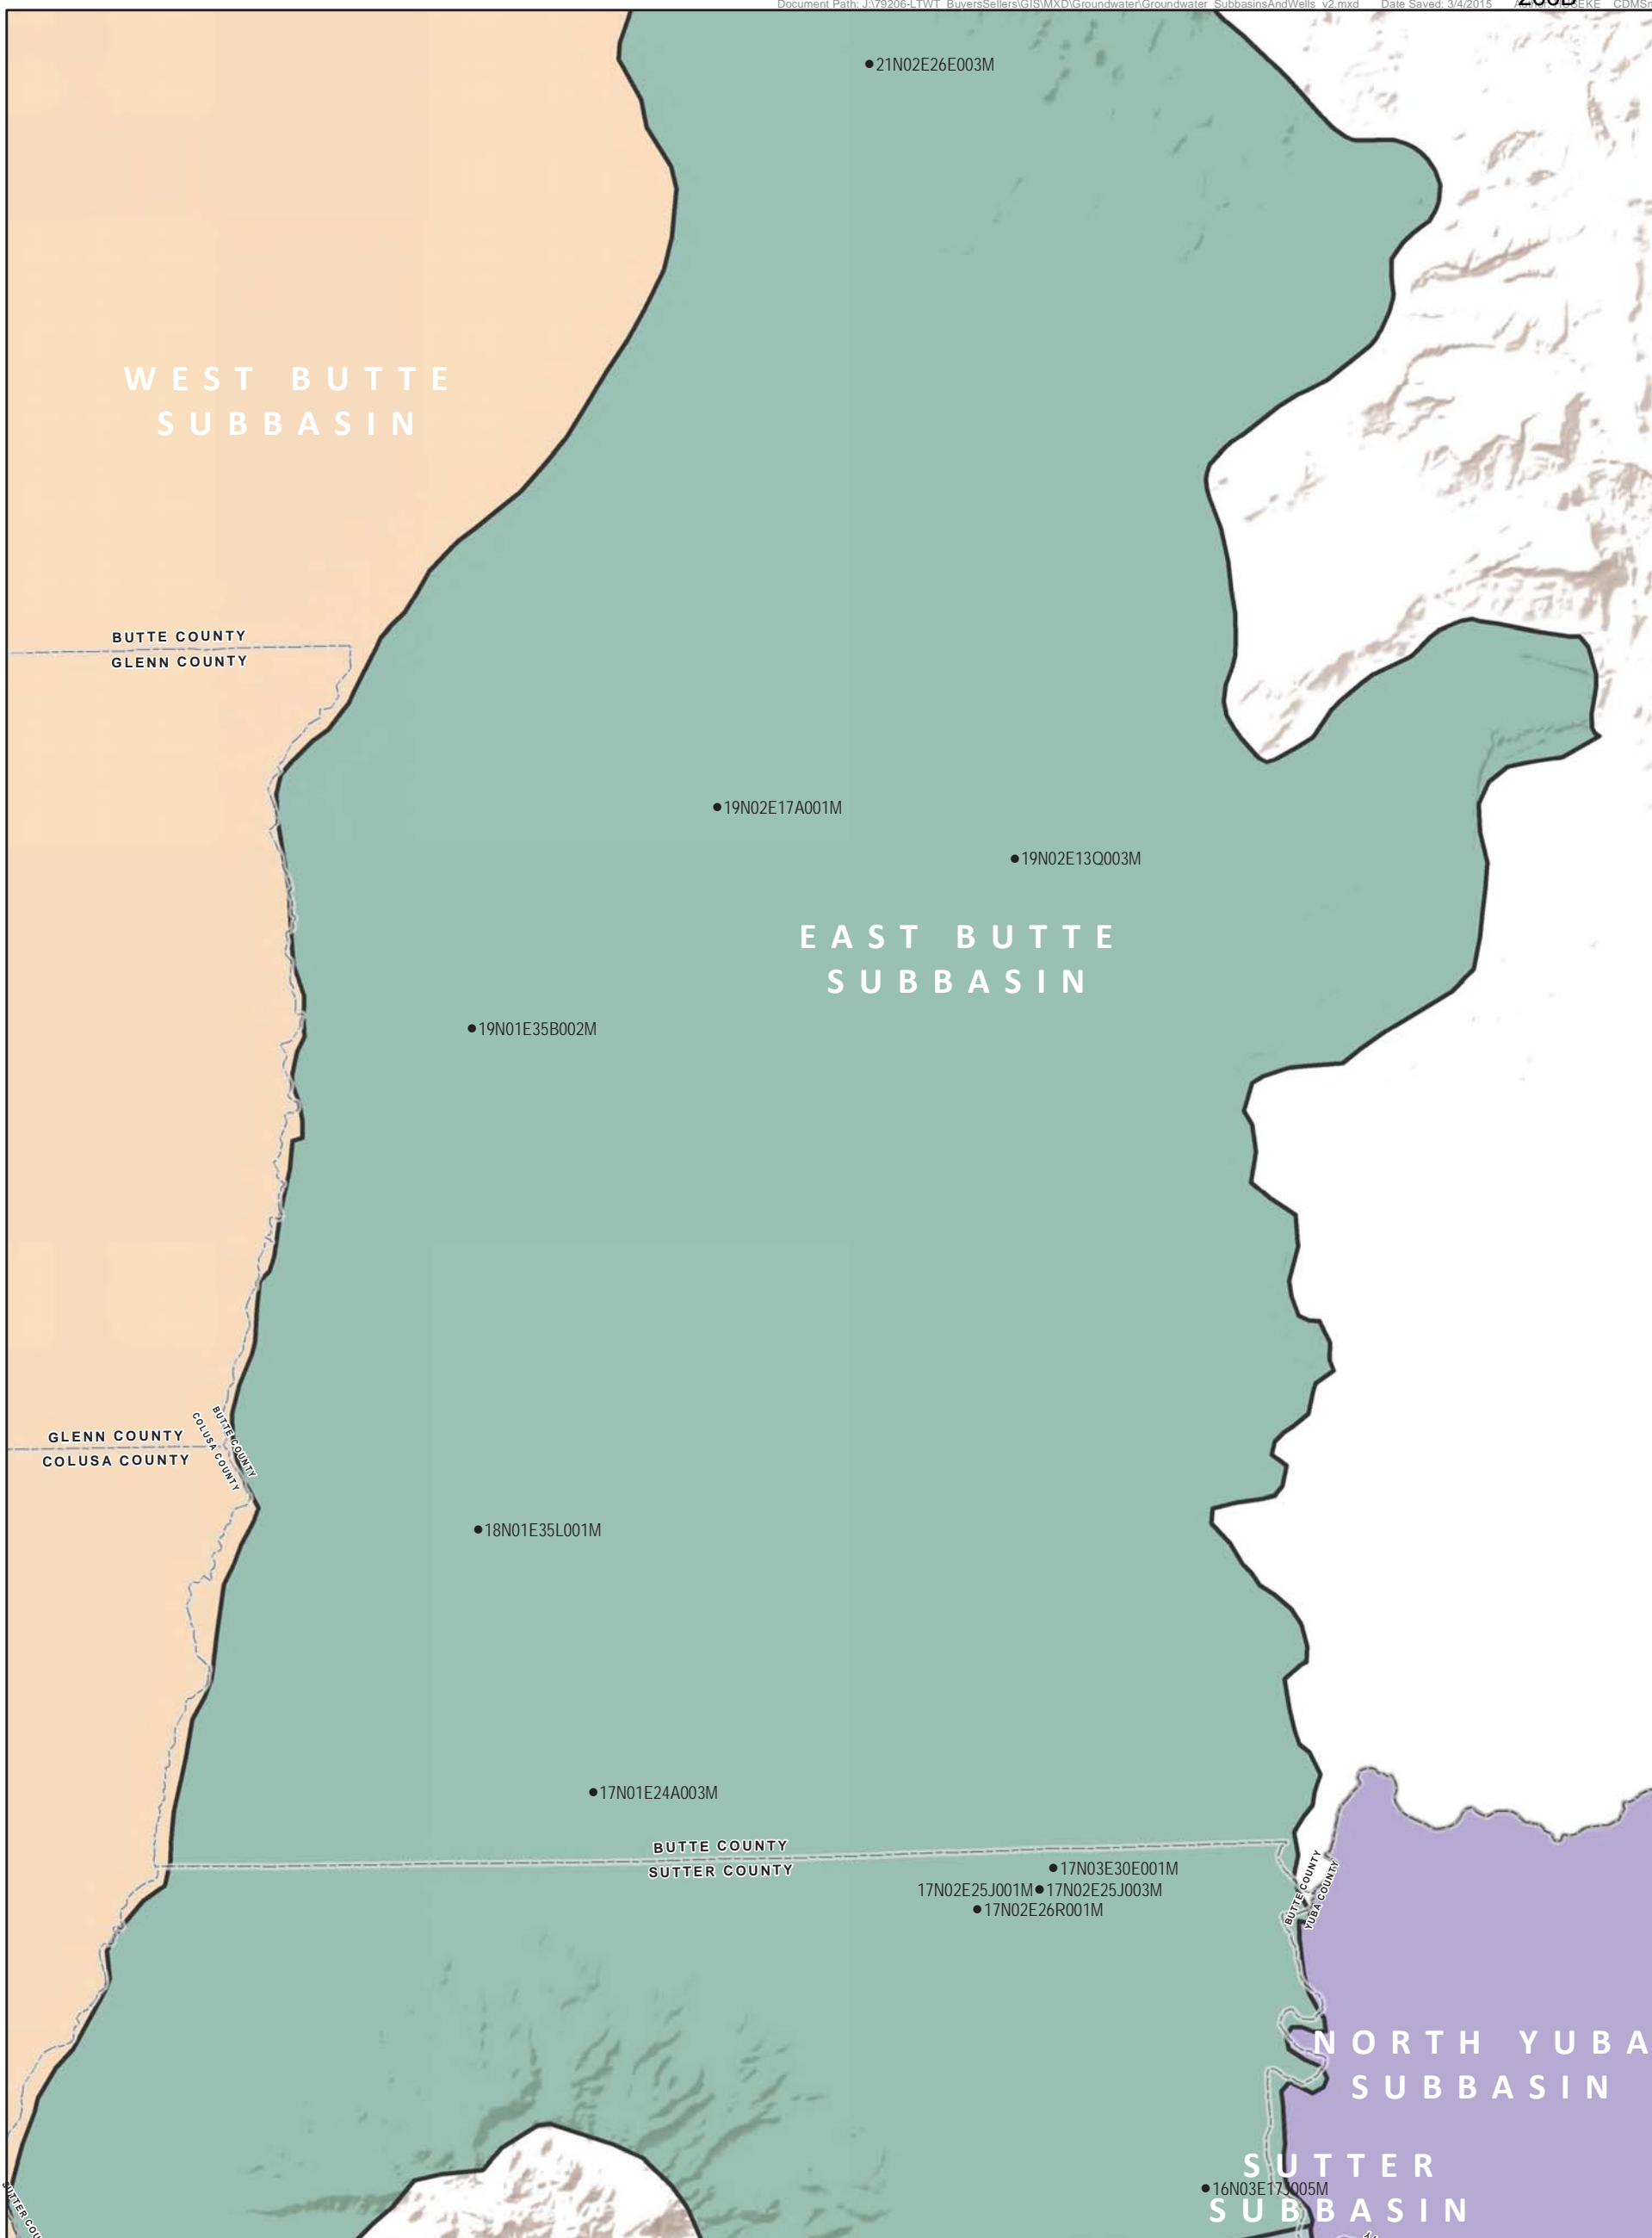 Document Path: J:\79206-LTWT_BuyersSellers\GIS\MXD\Groundwater\Groundwater_SubbasinsAndWells_v2.mxd Date Saved: 3/4/2015
21N02E26E003M
WEST BUTTE
SUBBASIN
BUTTE COUNTY
GLENN COUNTY
19N02E17A001M
19N02E13Q003M
EAST BUTTE
SUBBASIN
19N01E35B002M
BUTTE COUNTY
COLUSA COUNTY
GLENN COUNTY
COLUSA COUNTY
18N01E35L001M
17N01E24A003M
BUTTE COUNTY
SUTTER COUNTY
BUTTE COUNTY
YUBA COUNTY
17N03E30E001M
17N02E25J001M 17N02E25J003M
17N02E26R001M
NORTH YUBA
SUBBASIN
SUTTER
SUBBASIN
16N03E17J005M
SUTTER COU